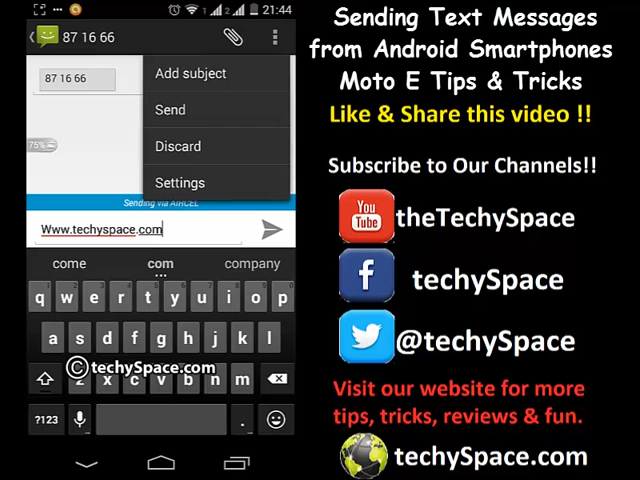 21:44
87 16 66
87 16 66
Add subject
Send
Discard
Settings
75%
Sending via AIRCEL
Www.techyspace.com
come com company
q w e r t y u i o p
a s d f g h j k l
©techySpace.com
z x c v b n m
?123 .
Sending Text Messages
from Android Smartphones
Moto E Tips & Tricks
Like & Share this video !!
Subscribe to Our Channels!!
You Tube theTechySpace
f techySpace
@techySpace
Visit our website for more
tips, tricks, reviews & fun.
techySpace.com